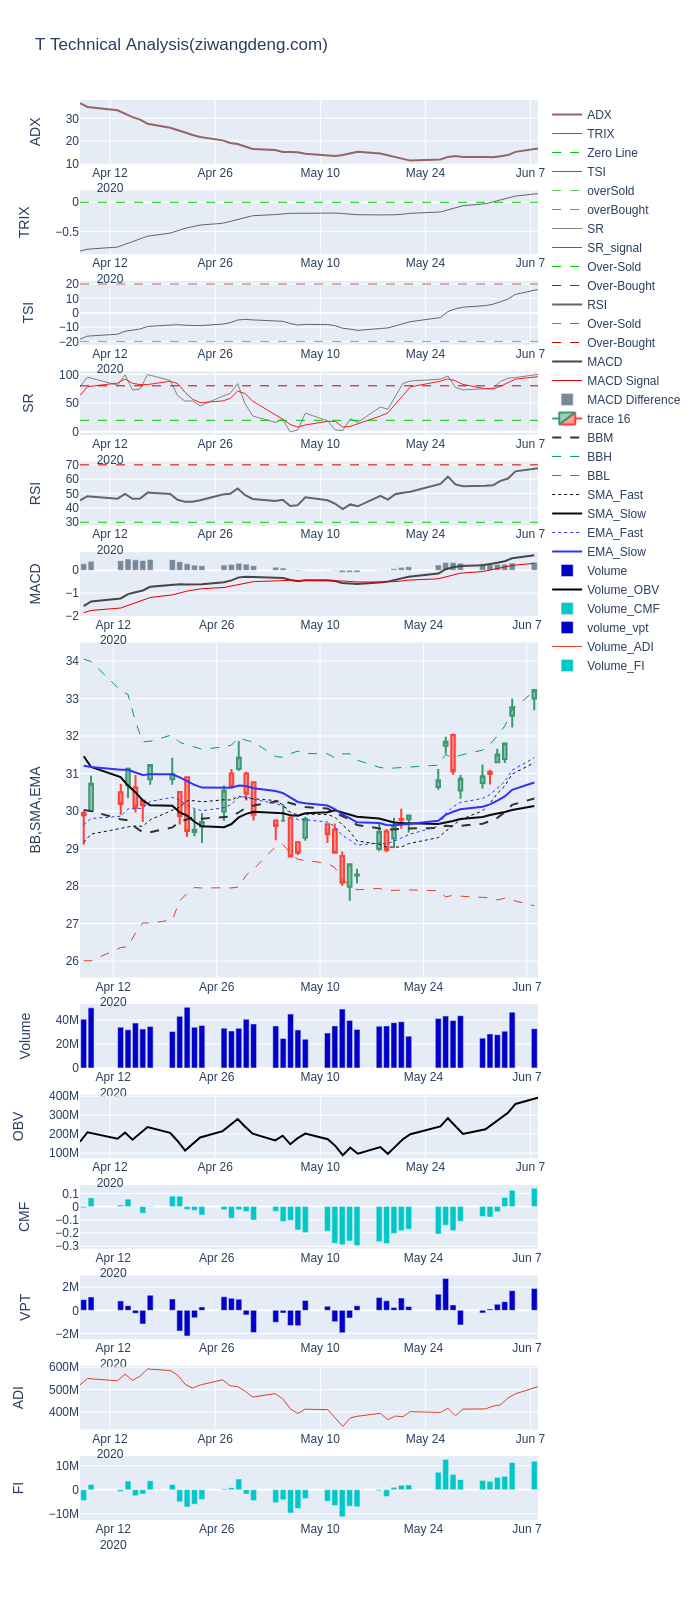 T Technical Analysis(ziwangdeng.com)
ADX
30
20
10
Apr 12
2020
Apr 26
May 10
May 24
Jun 7
TRIX
0
−0.5
Apr 12
2020
Apr 26
May 10
May 24
Jun 7
TSI
20
10
0
−10
−20
Apr 12
2020
Apr 26
May 10
May 24
Jun 7
SR
100
50
0
Apr 12
2020
Apr 26
May 10
May 24
Jun 7
RSI
70
60
50
40
30
Apr 12
2020
Apr 26
May 10
May 24
Jun 7
MACD
0
−1
−2
Apr 12
2020
Apr 26
May 10
May 24
Jun 7
BB,SMA,EMA
34
33
32
31
30
29
28
27
26
Apr 12
2020
Apr 26
May 10
May 24
Jun 7
Volume
40M
20M
0
Apr 12
2020
Apr 26
May 10
May 24
Jun 7
OBV
400M
300M
200M
100M
Apr 12
2020
Apr 26
May 10
May 24
Jun 7
CMF
0.1
0
−0.1
−0.2
−0.3
Apr 12
2020
Apr 26
May 10
May 24
Jun 7
VPT
2M
0
−2M
Apr 12
2020
Apr 26
May 10
May 24
Jun 7
ADI
600M
500M
400M
Apr 12
2020
Apr 26
May 10
May 24
Jun 7
FI
10M
0
−10M
Apr 12
2020
Apr 26
May 10
May 24
Jun 7
ADX
TRIX
Zero Line
TSI
overSold
overBought
SR
SR_signal
Over-Sold
Over-Bought
RSI
Over-Sold
Over-Bought
MACD
MACD Signal
MACD Difference
trace 16
BBM
BBH
BBL
SMA_Fast
SMA_Slow
EMA_Fast
EMA_Slow
Volume
Volume_OBV
Volume_CMF
volume_vpt
Volume_ADI
Volume_FI